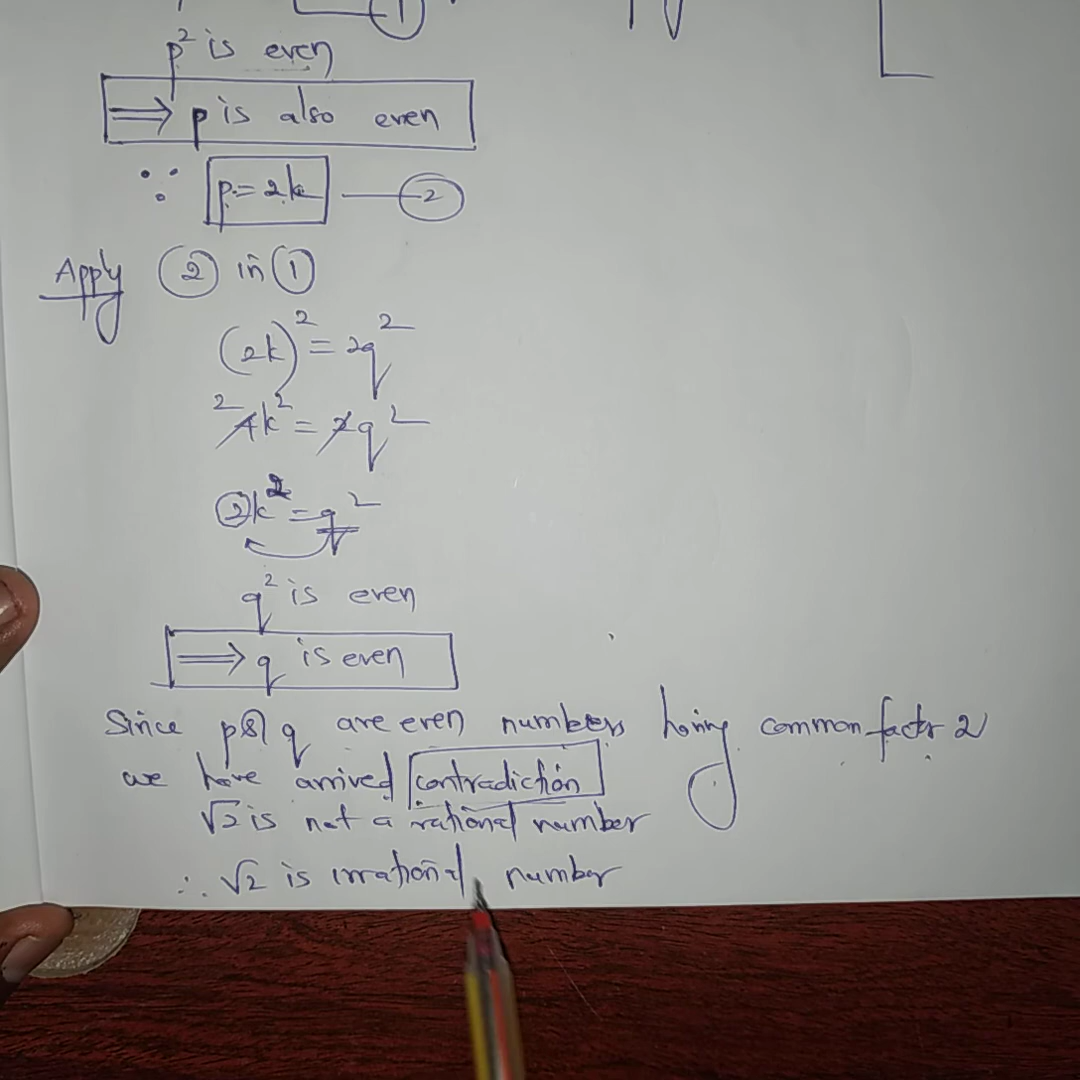 ①
p² is even
⟹ p is also even
∴ p = 2k —— ②
Apply ② in ①
(2k)² = 2q²
²4k² = 2q²
2k² = q²
q² is even
⟹ q is even
Since p & q are even numbers having common factor 2
we have arrived contradiction
√2 is not a rational number
∴ √2 is irrational number